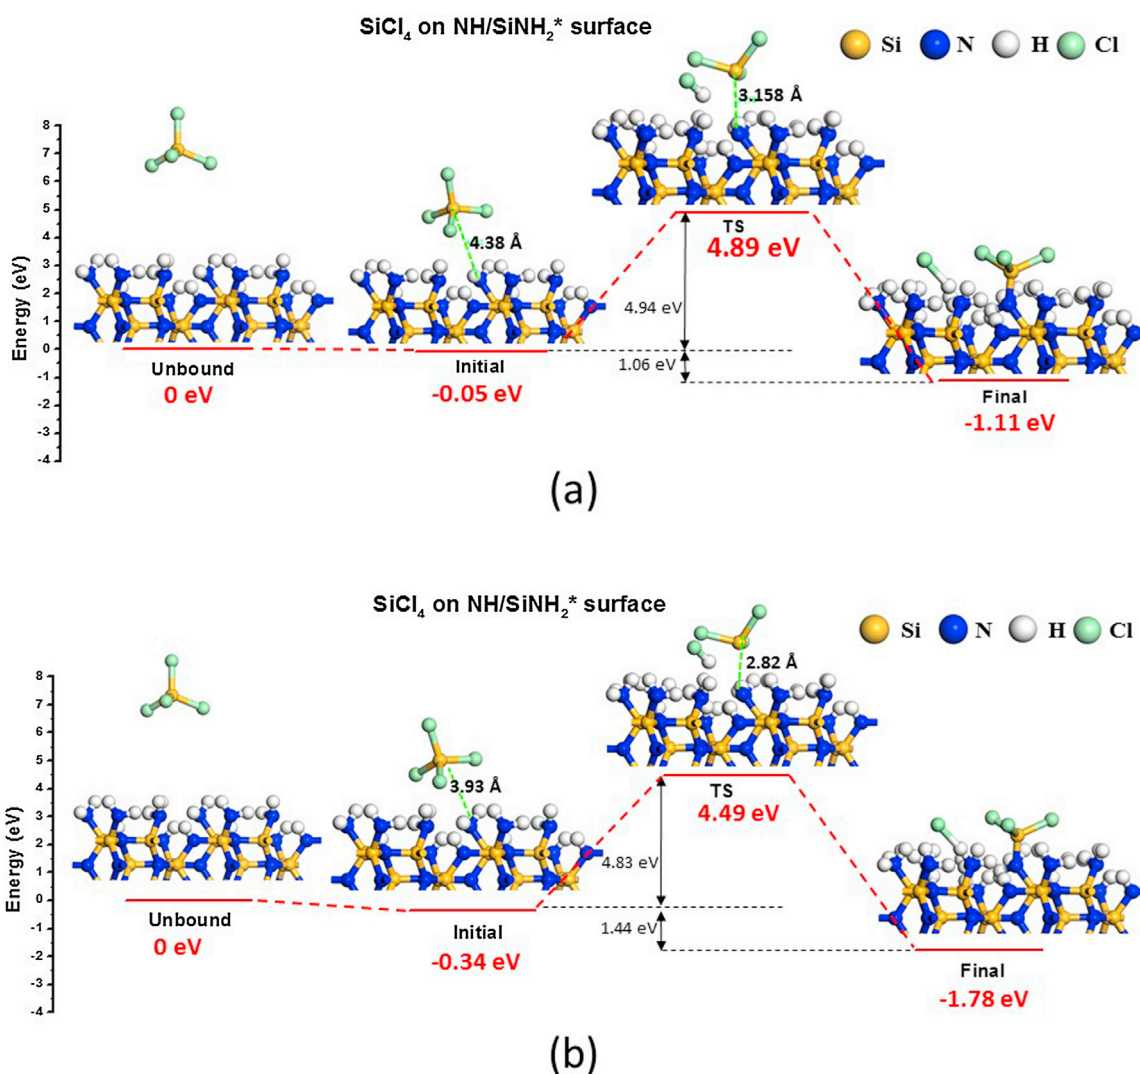 SiCl₄ on NH/SiNH₂* surface
Si N H Cl
3.158 Å
8
7
6
5
4
3
2
1
0
-1
-2
-3
-4
Energy (eV)
4.38 Å
TS
4.89 eV
4.94 eV
1.06 eV
Unbound
0 eV
Initial
-0.05 eV
Final
-1.11 eV
(a)
SiCl₄ on NH/SiNH₂* surface
Si N H Cl
2.82 Å
8
7
6
5
4
3
2
1
0
-1
-2
-3
-4
Energy (eV)
3.93 Å
TS
4.49 eV
4.83 eV
1.44 eV
Unbound
0 eV
Initial
-0.34 eV
Final
-1.78 eV
(b)